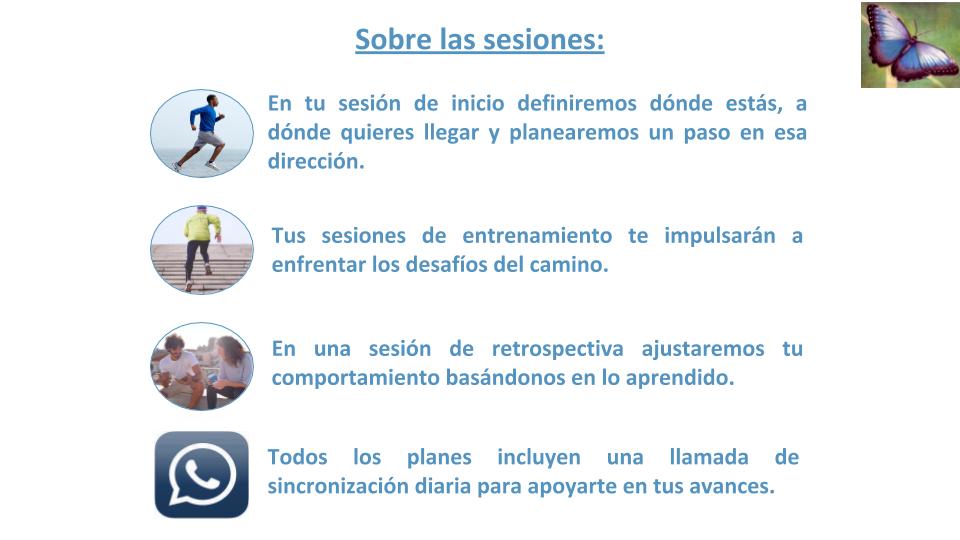 Sobre las sesiones:
En tu sesión de inicio definiremos dónde estás, a
dónde quieres llegar y planearemos un paso en esa
dirección.
Tus sesiones de entrenamiento te impulsarán a
enfrentar los desafíos del camino.
En una sesión de retrospectiva ajustaremos tu
comportamiento basándonos en lo aprendido.
Todos los planes incluyen una llamada de
sincronización diaria para apoyarte en tus avances.